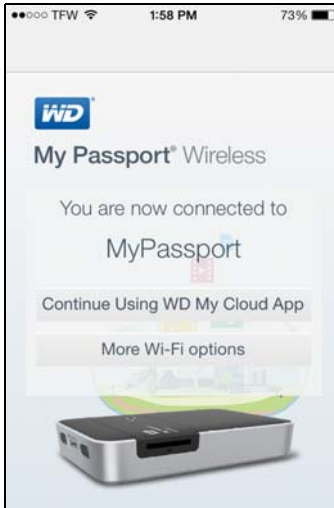 TFW 1:58 PM 73%
WD
My Passport® Wireless
You are now connected to
MyPassport
Continue Using WD My Cloud App
More Wi-Fi options